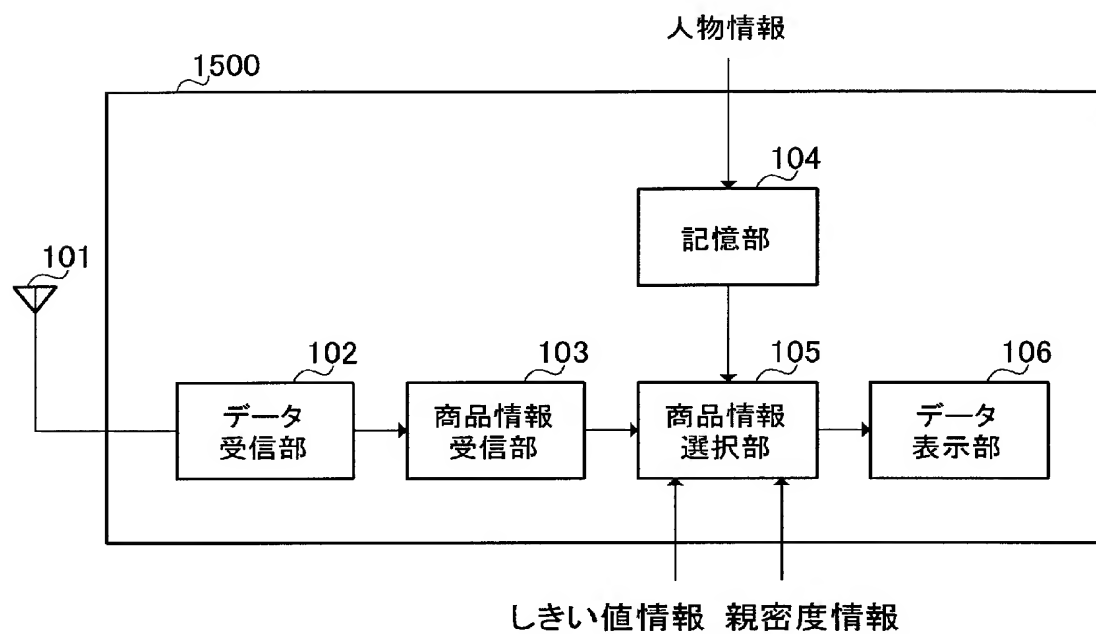 人物情報
1500
104
記憶部
101
102
103
105
106
データ
受信部
商品情報
受信部
商品情報
選択部
データ
表示部
しきい値情報 親密度情報